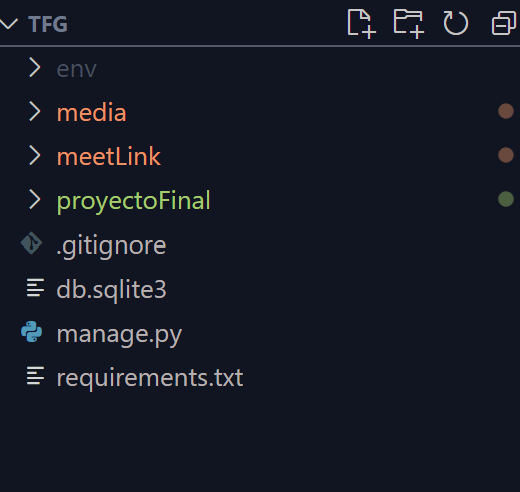 TFG
env
media
meetLink
proyectoFinal
.gitignore
db.sqlite3
manage.py
requirements.txt